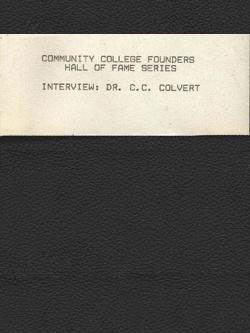 COMMUNITY COLLEGE FOUNDERS
HALL OF FAME SERIES
INTERVIEW: DR. C.C. COLVERT